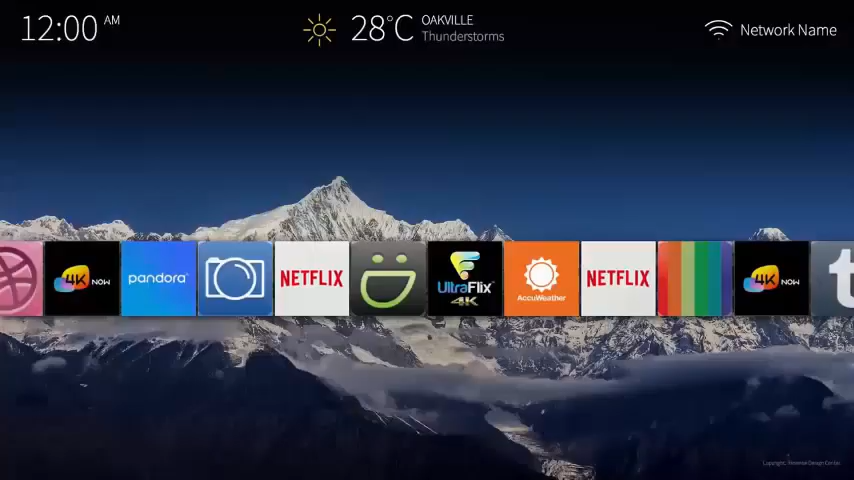 12:00 AM
28°C OAKVILLE
Thunderstorms
Network Name
4K NOW
pandora
NETFLIX
UltraFlix
4K
AccuWeather
NETFLIX
4K NOW
t